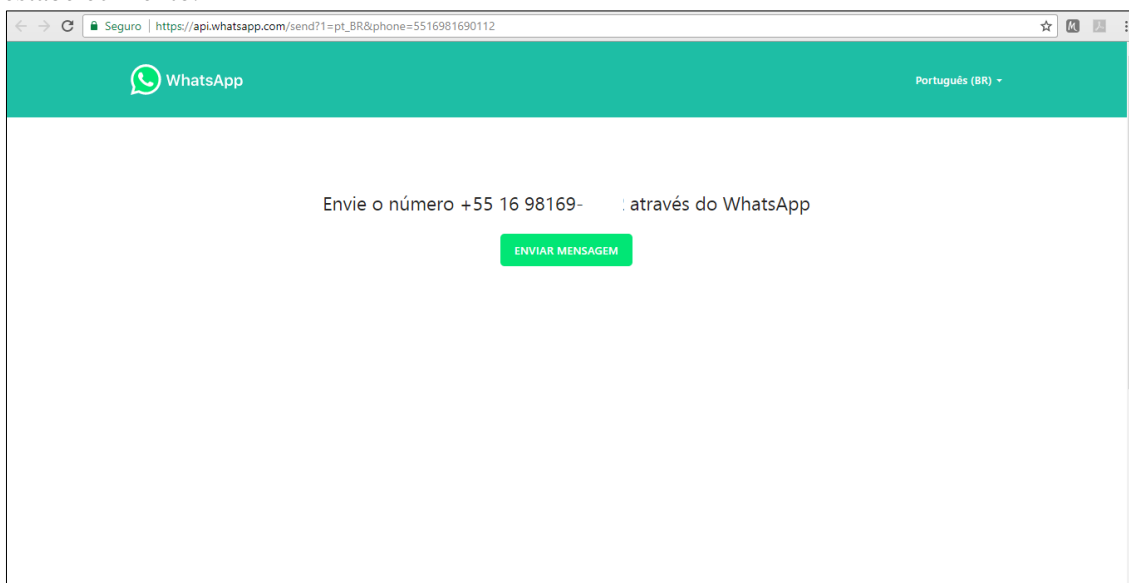 Seguro | https://api.whatsapp.com/send?1=pt_BR&phone=5516981690112
WhatsApp
Português (BR)
Envie o número +55 16 98169- através do WhatsApp
ENVIAR MENSAGEM